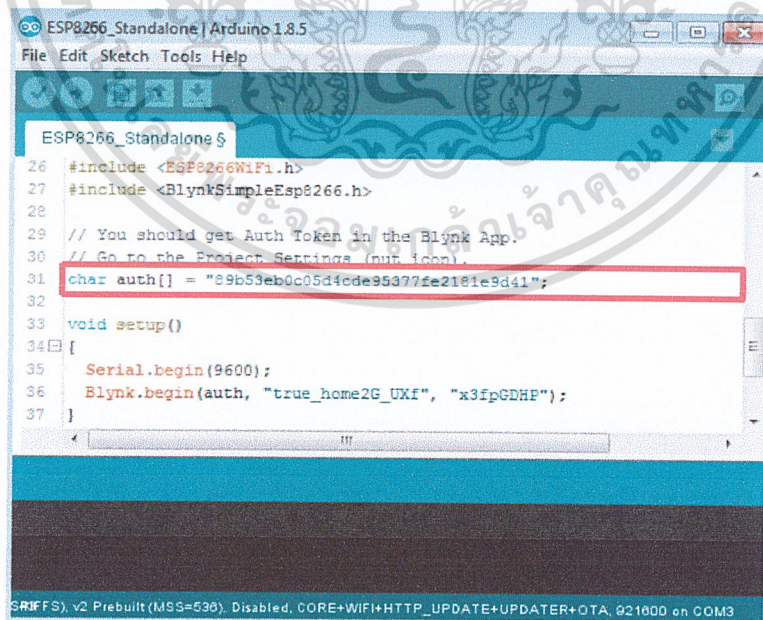 ESP8266_Standalone | Arduino 1.8.5
File Edit Sketch Tools Help
ESP8266_Standalone §
26 #include <ESP8266WiFi.h>
27 #include <BlynkSimpleEsp8266.h>
28
29 // You should get Auth Token in the Blynk App.
30 // Go to the Project Settings (nut icon).
31 char auth[] = "89b53eb0c05d4cde95377fe2181e9d41";
32
33 void setup()
34 {
35 Serial.begin(9600);
36 Blynk.begin(auth, "true_home2G_UXf", "x3fpGDHP");
37 }
v2 Prebuilt (MSS=536), Disabled, CORE+WIFI+HTTP_UPDATE+UPDATER+OTA, 921600 on COM3